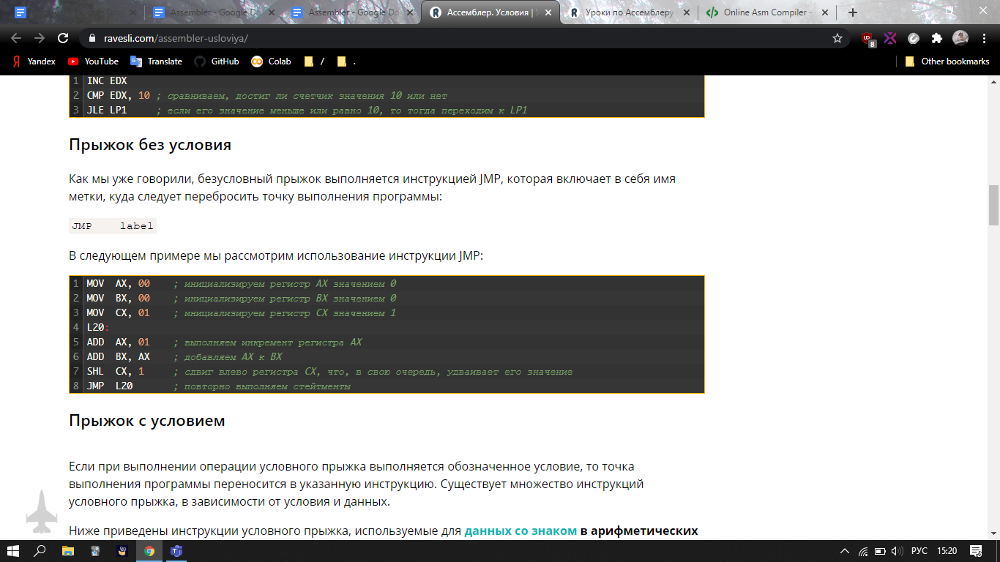 Assembler - Google Do
Assembler - Google Do
Ассемблер. Условия |
Уроки по Ассемблеру
Online Asm Compiler -
ravesli.com/assembler-usloviya/
8
Yandex
YouTube
Translate
GitHub
Colab
/
.
Other bookmarks
1 INC EDX
2 CMP EDX, 10 ; сравниваем, достиг ли счетчик значения 10 или нет
3 JLE LP1 ; если его значение меньше или равно 10, то тогда переходим к LP1
Прыжок без условия
Как мы уже говорили, безусловный прыжок выполняется инструкцией JMP, которая включает в себя имя
метки, куда следует перебросить точку выполнения программы:
JMP label
В следующем примере мы рассмотрим использование инструкции JMP:
1 MOV AX, 00 ; инициализируем регистр AX значением 0
2 MOV BX, 00 ; инициализируем регистр BX значением 0
3 MOV CX, 01 ; инициализируем регистр CX значением 1
4 L20:
5 ADD AX, 01 ; выполняем инкремент регистра AX
6 ADD BX, AX ; добавляем AX к BX
7 SHL CX, 1 ; сдвиг влево регистра CX, что, в свою очередь, удваивает его значение
8 JMP L20 ; повторно выполняем стейтменты
Прыжок с условием
Если при выполнении операции условного прыжка выполняется обозначенное условие, то точка
выполнения программы переносится в указанную инструкцию. Существует множество инструкций
условного прыжка, в зависимости от условия и данных.
Ниже приведены инструкции условного прыжка, используемые для данных со знаком в арифметических
РУС
15:20